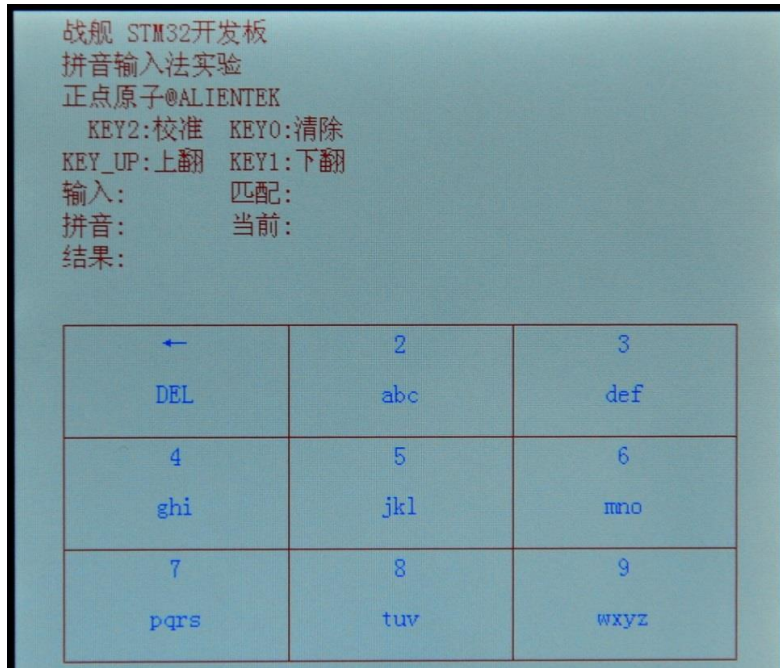 战舰 STM32开发板
拼音输入法实验
正点原子@ALIENTEK
KEY2:校准 KEY0:清除
KEY_UP:上翻 KEY1:下翻
输入: 匹配:
拼音: 当前:
结果:
← 2 3
DEL abc def
4 5 6
ghi jkl mno
7 8 9
pqrs tuv wxyz